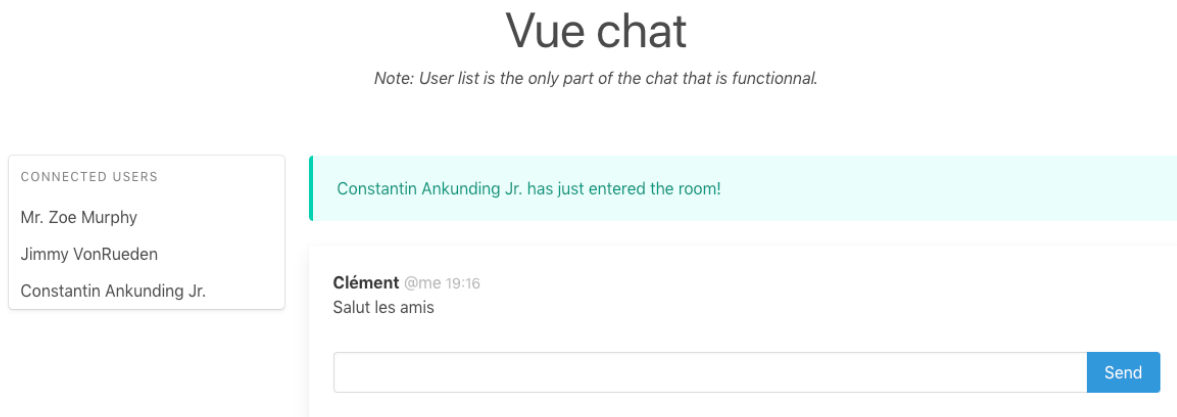 Vue chat
Note: User list is the only part of the chat that is functionnal.
CONNECTED USERS
Mr. Zoe Murphy
Jimmy VonRueden
Constantin Ankunding Jr.
Constantin Ankunding Jr. has just entered the room!
Clément @me 19:16
Salut les amis
Send